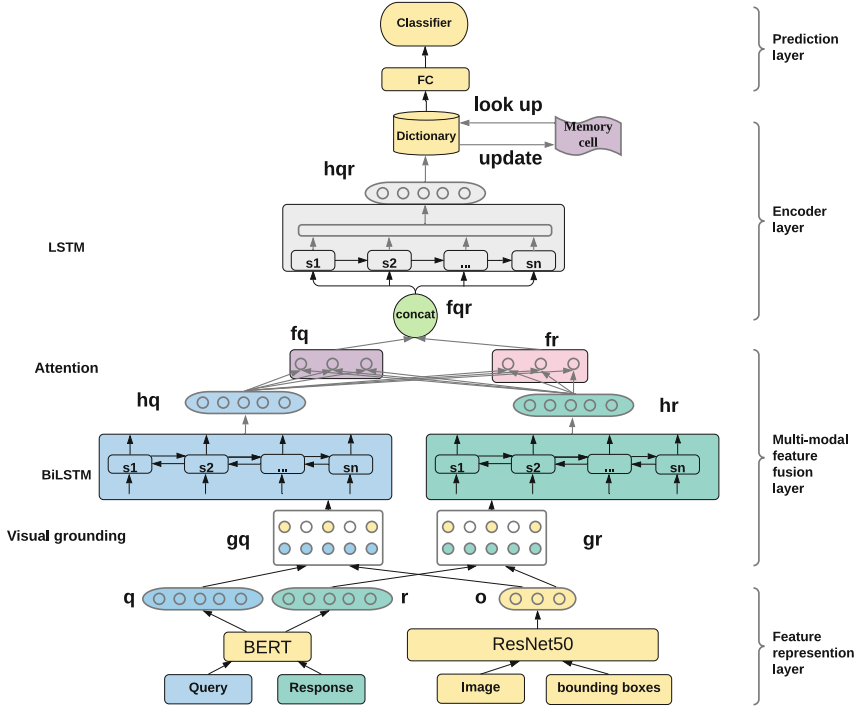 Classifier
Prediction
layer
FC
look up
Dictionary
Memory
cell
update
hqr
Encoder
layer
LSTM
s1
s2
...
sn
concat
fqr
fq
fr
Attention
hq
hr
Multi-modal
feature
fusion
layer
BiLSTM
s1
s2
...
sn
s1
s2
...
sn
Visual grounding
gq
gr
q
r
o
BERT
ResNet50
Feature
represention
layer
Query
Response
Image
bounding boxes